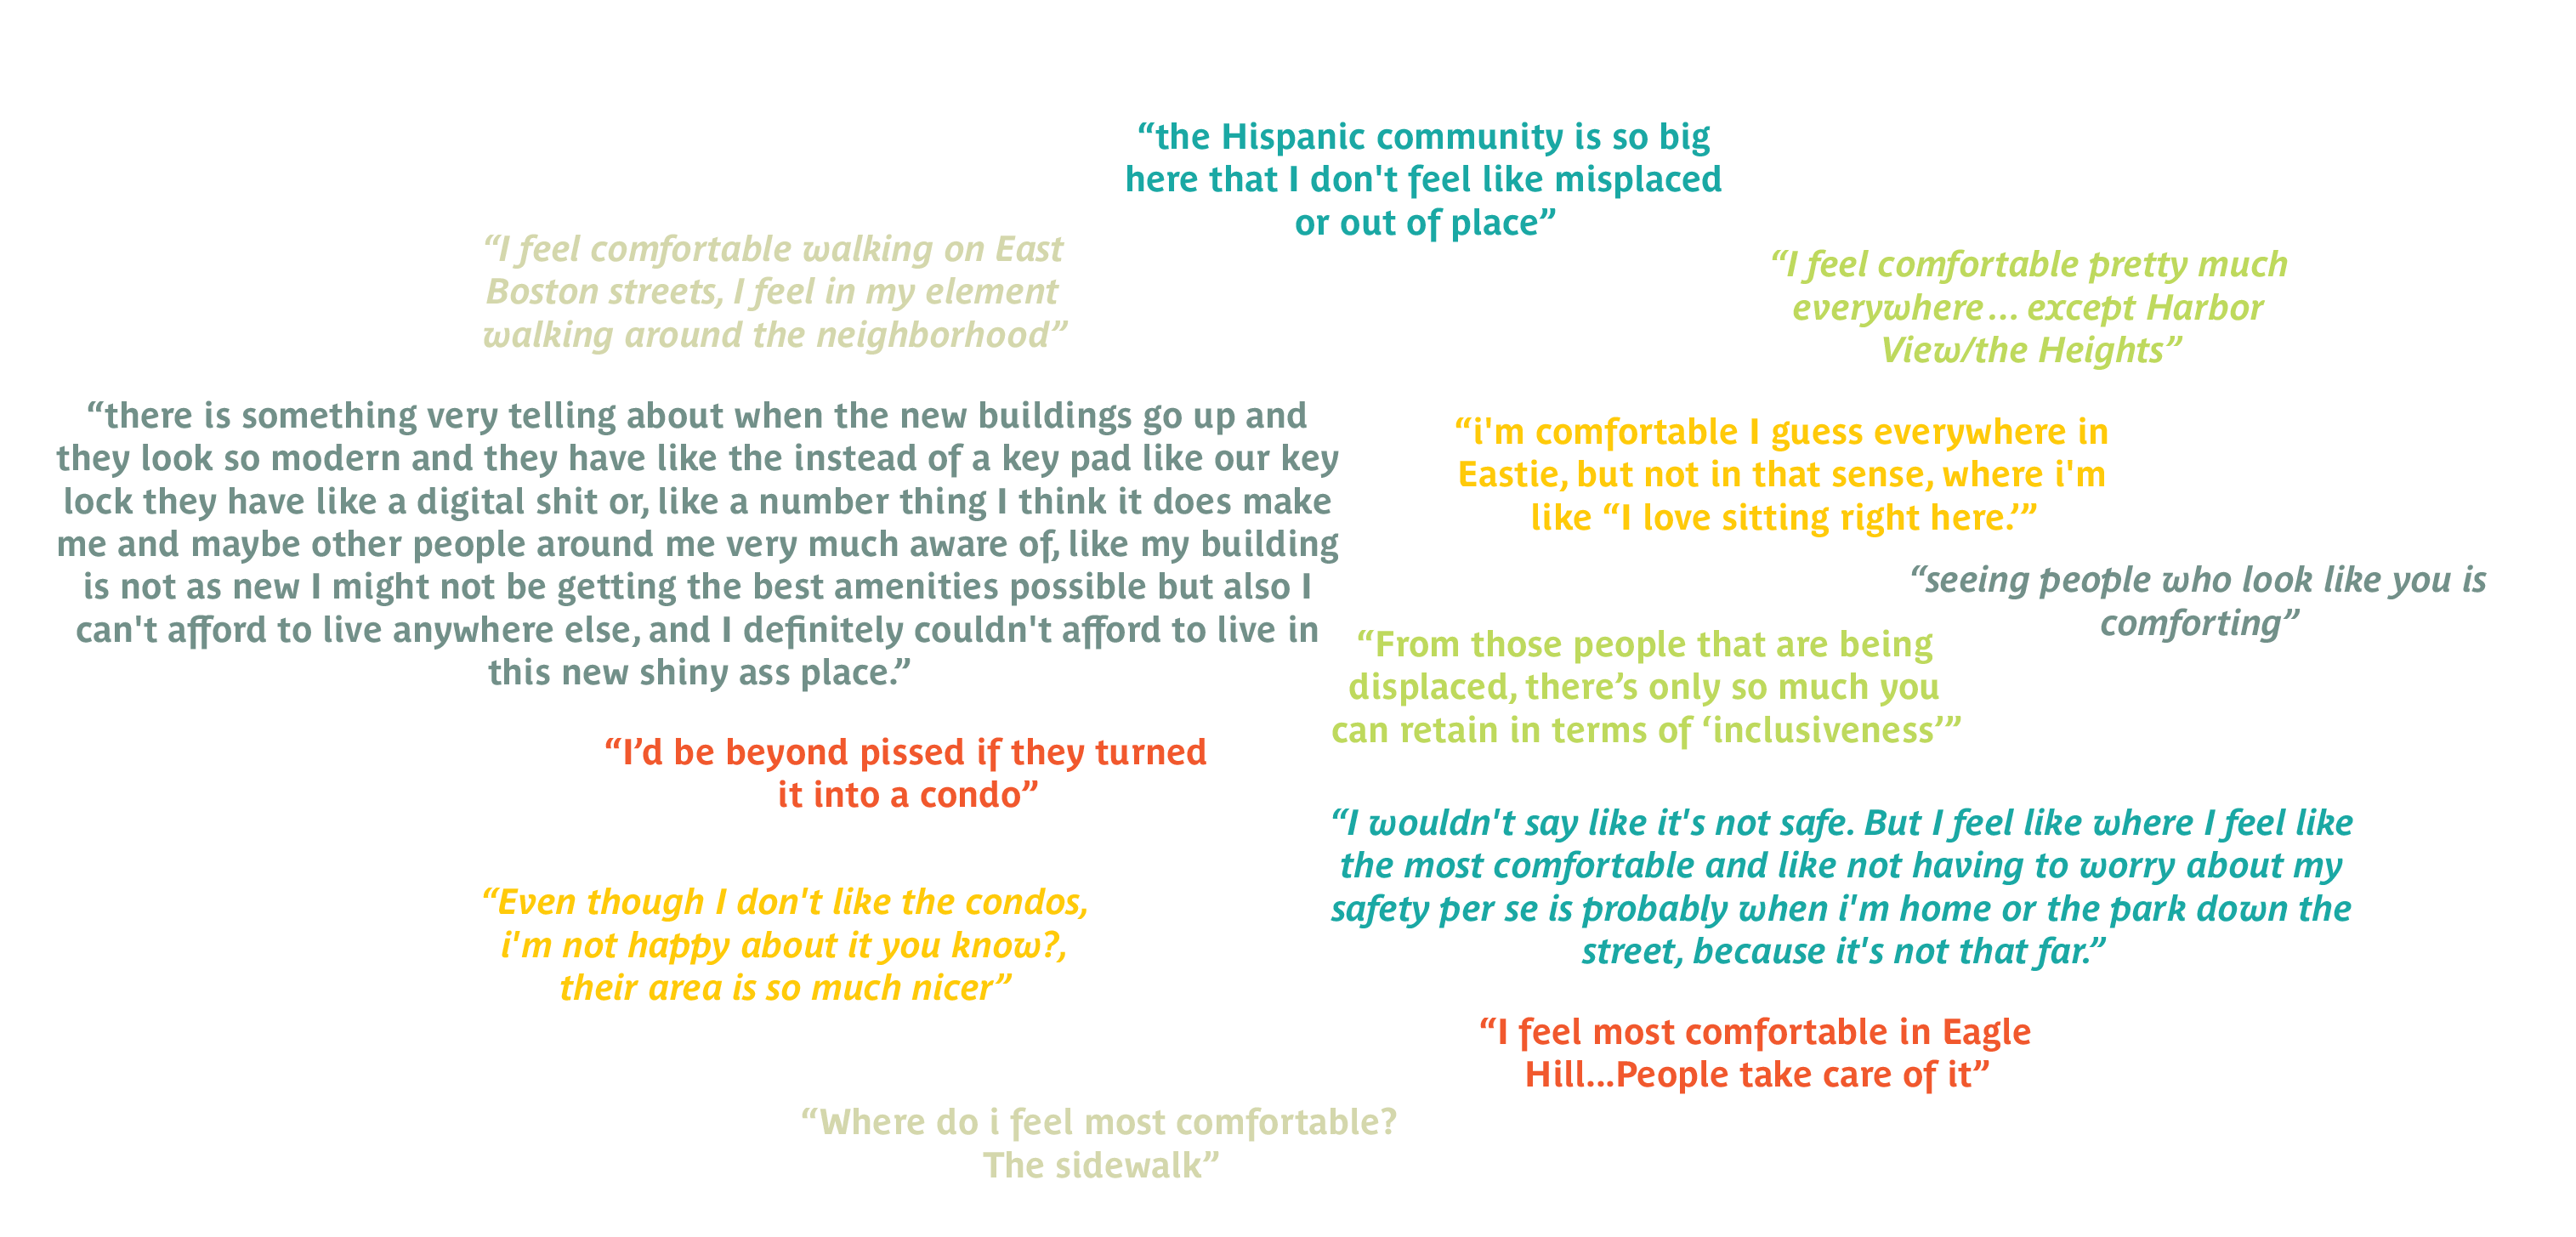 “the Hispanic community is so big
here that I don't feel like misplaced
or out of place”
“I feel comfortable walking on East
Boston streets, I feel in my element
walking around the neighborhood”
“I feel comfortable pretty much
everywhere... except Harbor
View/the Heights”
“there is something very telling about when the new buildings go up and
they look so modern and they have like the instead of a key pad like our key
lock they have like a digital shit or, like a number thing I think it does make
me and maybe other people around me very much aware of, like my building
is not as new I might not be getting the best amenities possible but also I
can't afford to live anywhere else, and I definitely couldn't afford to live in
this new shiny ass place.”
“i'm comfortable I guess everywhere in
Eastie, but not in that sense, where i'm
like “I love sitting right here.’”
“seeing people who look like you is
comforting”
“From those people that are being
displaced, there’s only so much you
can retain in terms of ‘inclusiveness’”
“I’d be beyond pissed if they turned
it into a condo”
“I wouldn't say like it's not safe. But I feel like where I feel like
the most comfortable and like not having to worry about my
safety per se is probably when i'm home or the park down the
street, because it's not that far.”
“Even though I don't like the condos,
i'm not happy about it you know?,
their area is so much nicer”
“I feel most comfortable in Eagle
Hill...People take care of it”
“Where do i feel most comfortable?
The sidewalk”